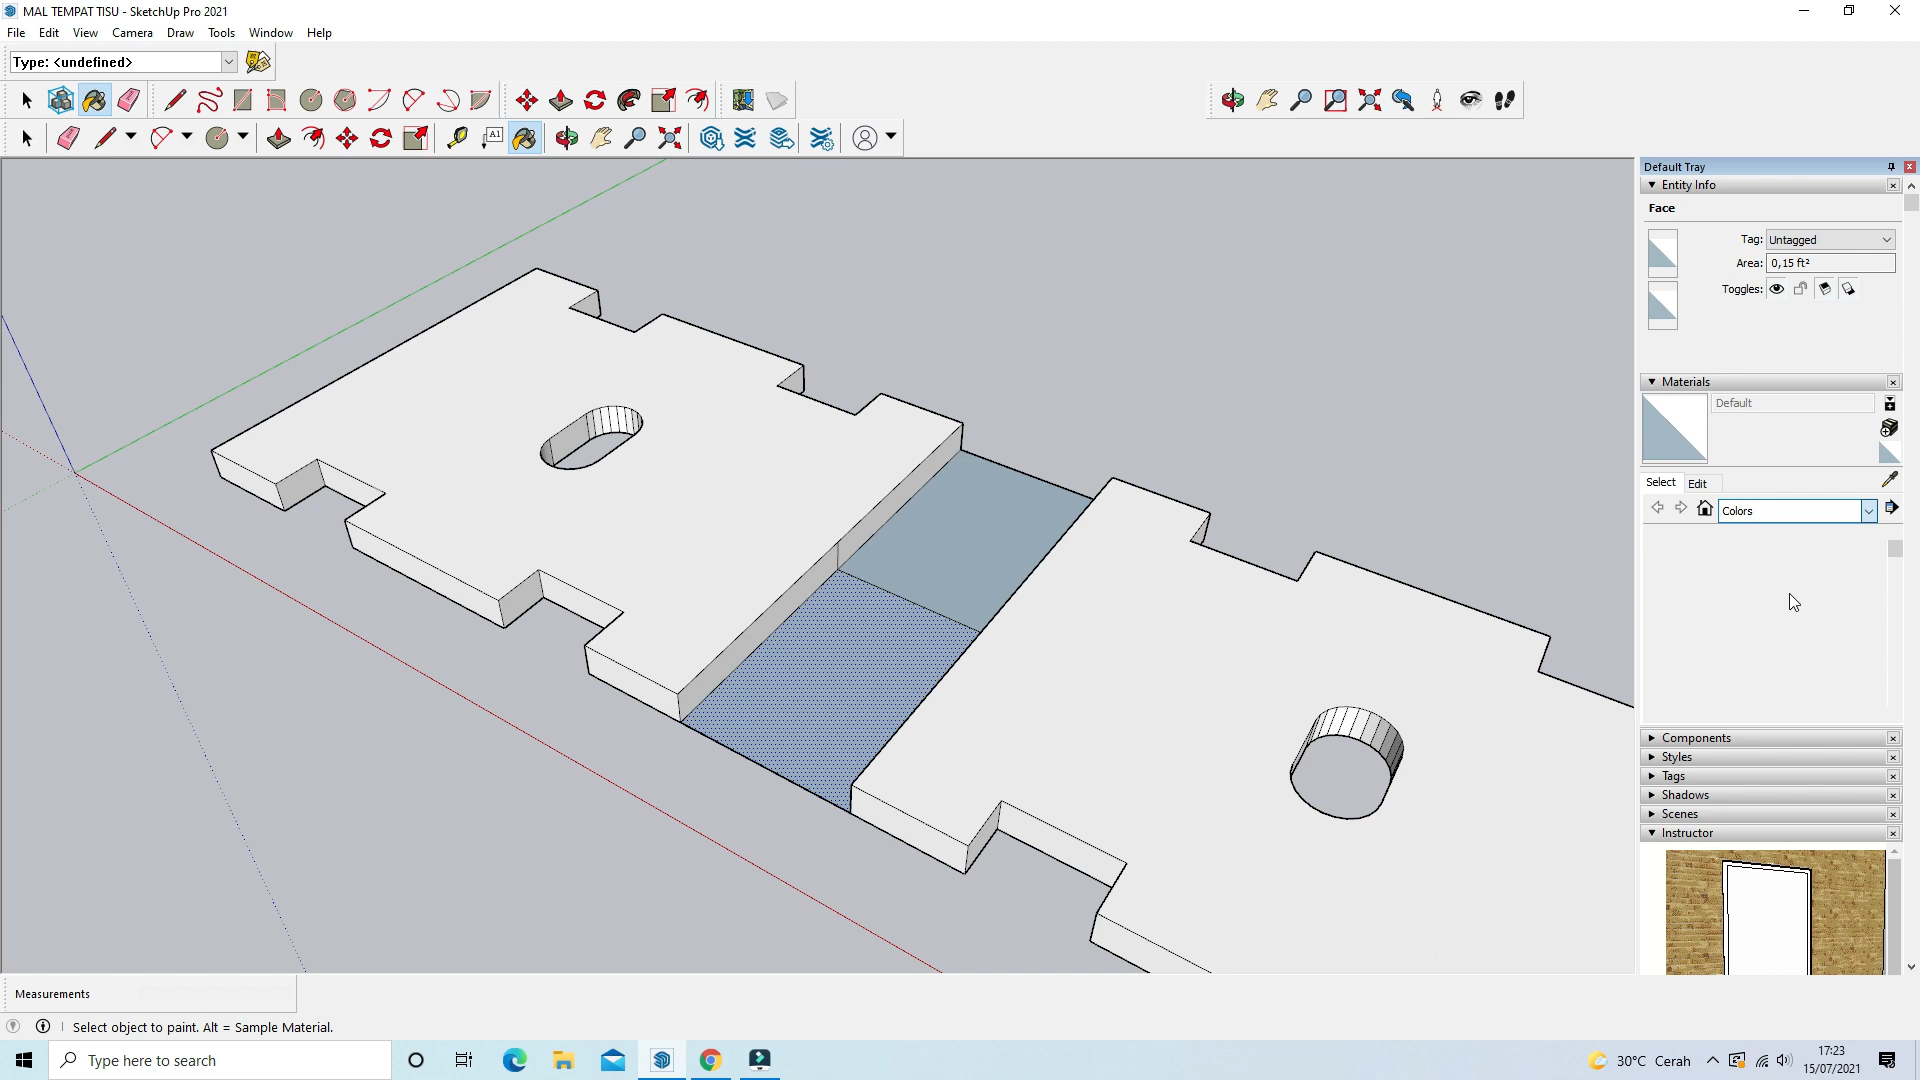 MAL TEMPAT TISU - SketchUp Pro 2021
File Edit View Camera Draw Tools Window Help
Type: <undefined>
A1
Default Tray
Entity Info
Face
Tag: Untagged
Area: 0,15 ft²
Toggles:
Materials
Default
Select Edit
Colors
Components
Styles
Tags
Shadows
Scenes
Instructor
Measurements
Select object to paint. Alt = Sample Material.
Type here to search
30°C Cerah
17:23
15/07/2021